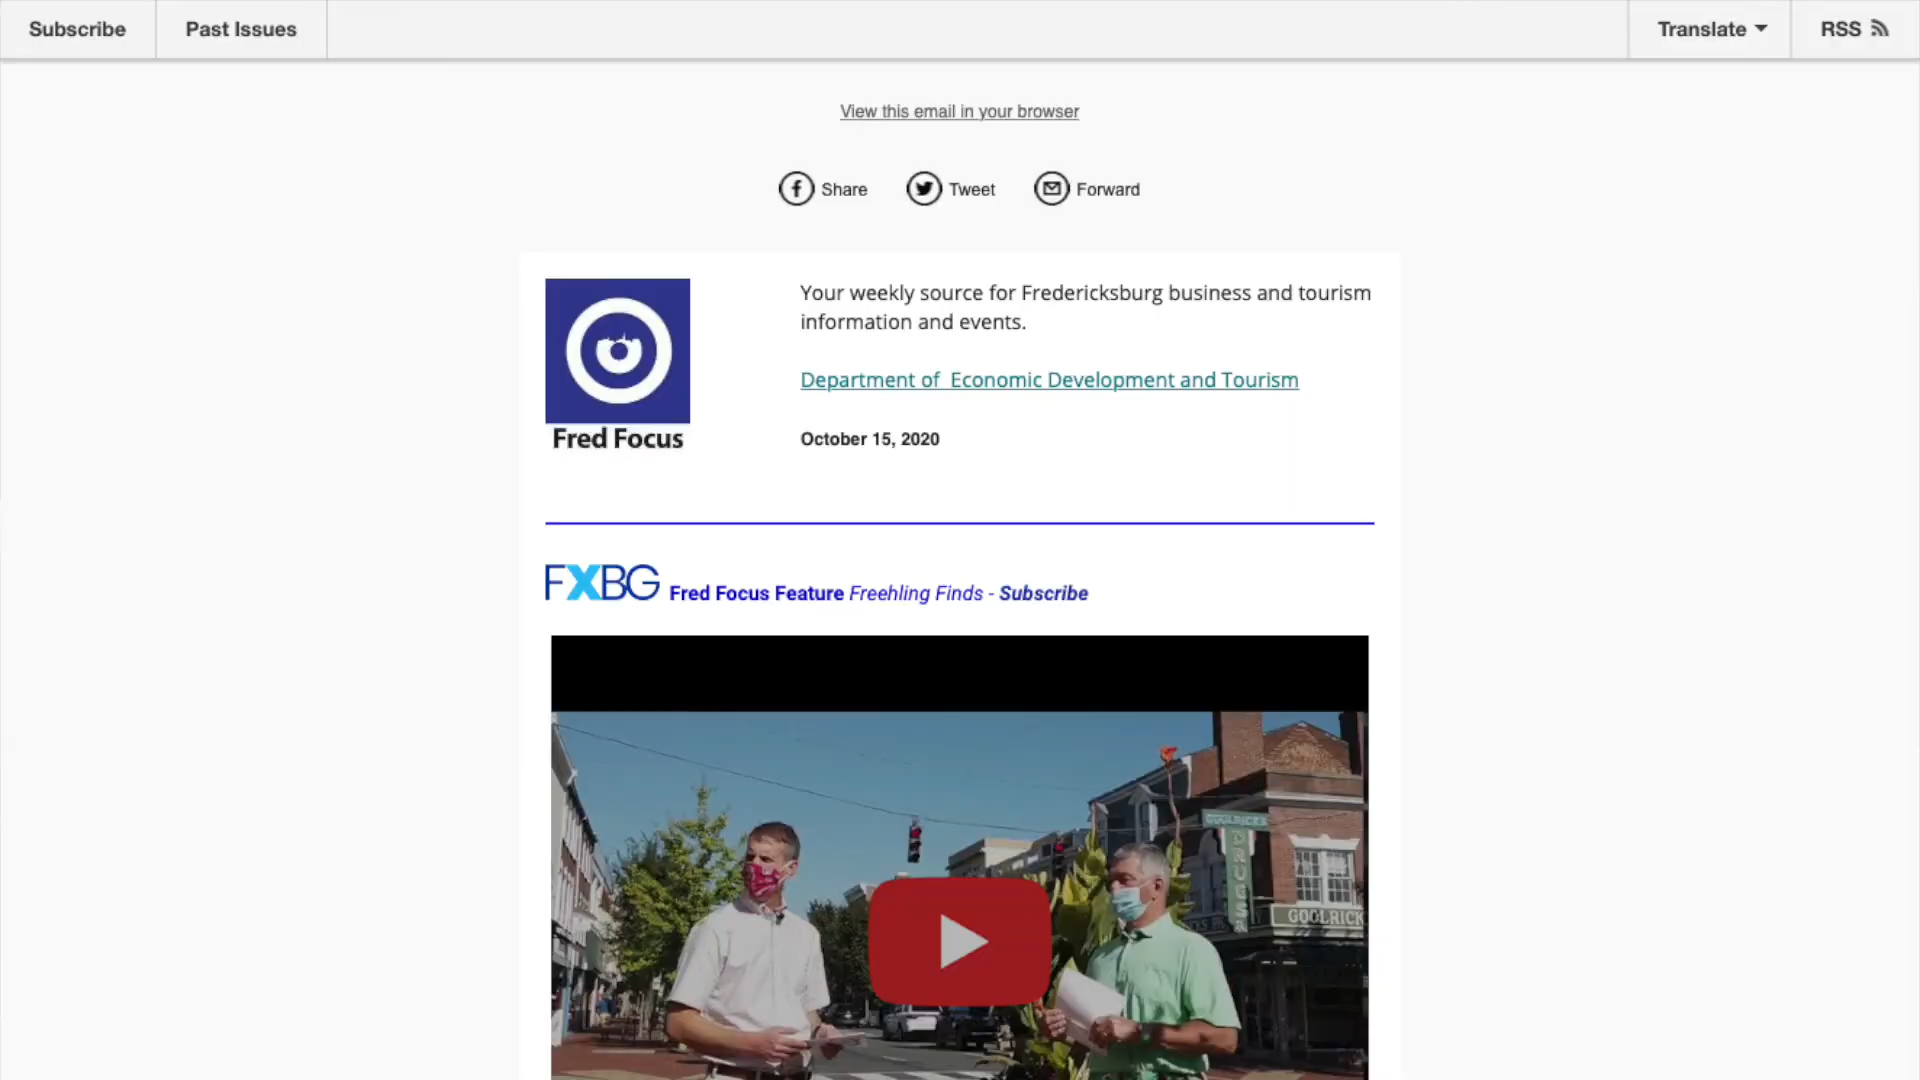 Subscribe
Past Issues
Translate
RSS
View this email in your browser
Share
Tweet
Forward
Your weekly source for Fredericksburg business and tourism
information and events.
Department of Economic Development and Tourism
Fred Focus
October 15, 2020
FXBG Fred Focus Feature Freehling Finds - Subscribe
GOOLRICK'S
DRUGS
GOOLRICK